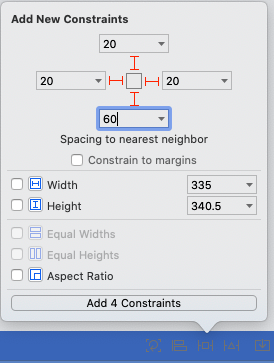 Add New Constraints
20
20 20
60
Spacing to nearest neighbor
Constrain to margins
Width 335
Height 340.5
Equal Widths
Equal Heights
Aspect Ratio
Add 4 Constraints